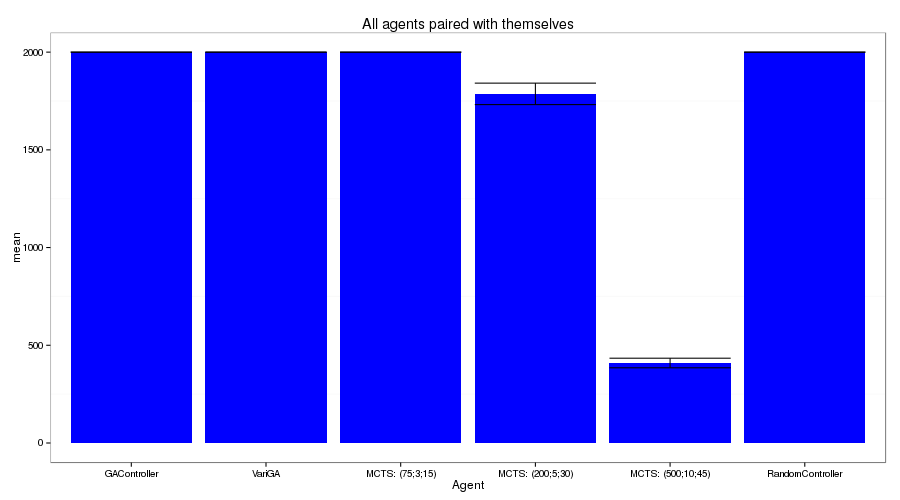 All agents paired with themselves
2000
1500
1000
500
0
mean
GAController VariGA MCTS: (75;3;15) MCTS: (200;5;30) MCTS: (500;10;45) RandomController
Agent